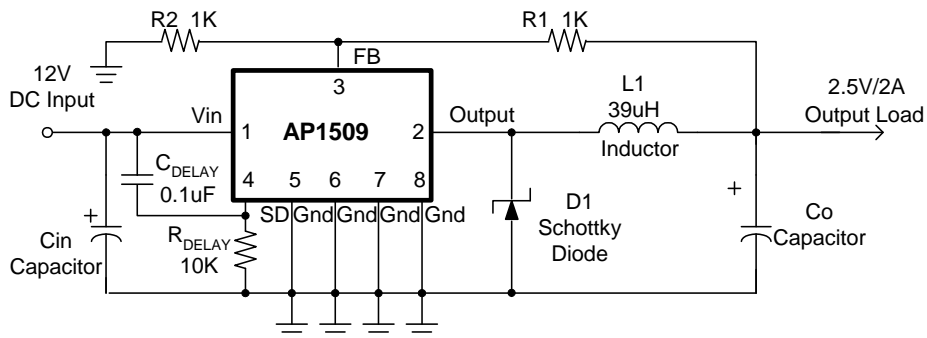 R2 1K
R1 1K
FB
12V
DC Input
3
L1
39uH
Inductor
2.5V/2A
Output Load
Vin
1
AP1509
2
Output
C_DELAY
0.1uF
4 5 6 7 8
SD Gnd Gnd Gnd Gnd
+
Cin
Capacitor
R_DELAY
10K
D1
Schottky
Diode
+
Co
Capacitor